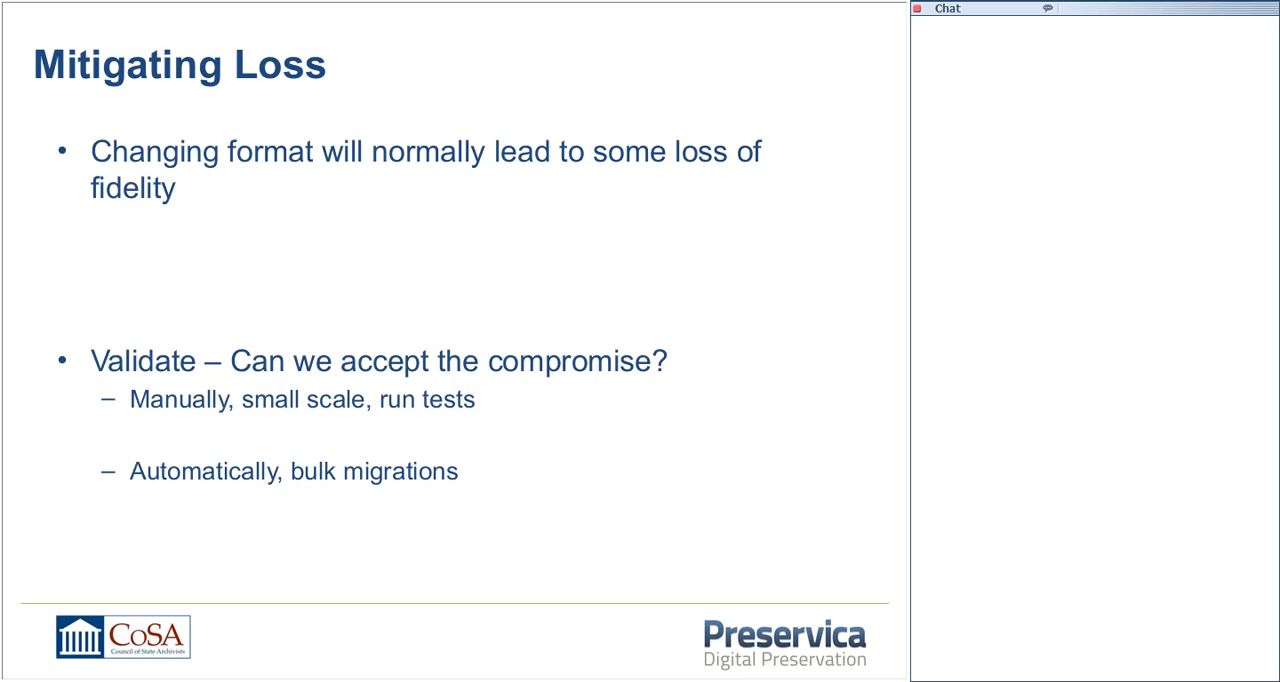 Mitigating Loss
• Changing format will normally lead to some loss of
fidelity
• Validate – Can we accept the compromise?
– Manually, small scale, run tests
– Automatically, bulk migrations
CoSA
Council of State Archivists
Preservica
Digital Preservation
Chat